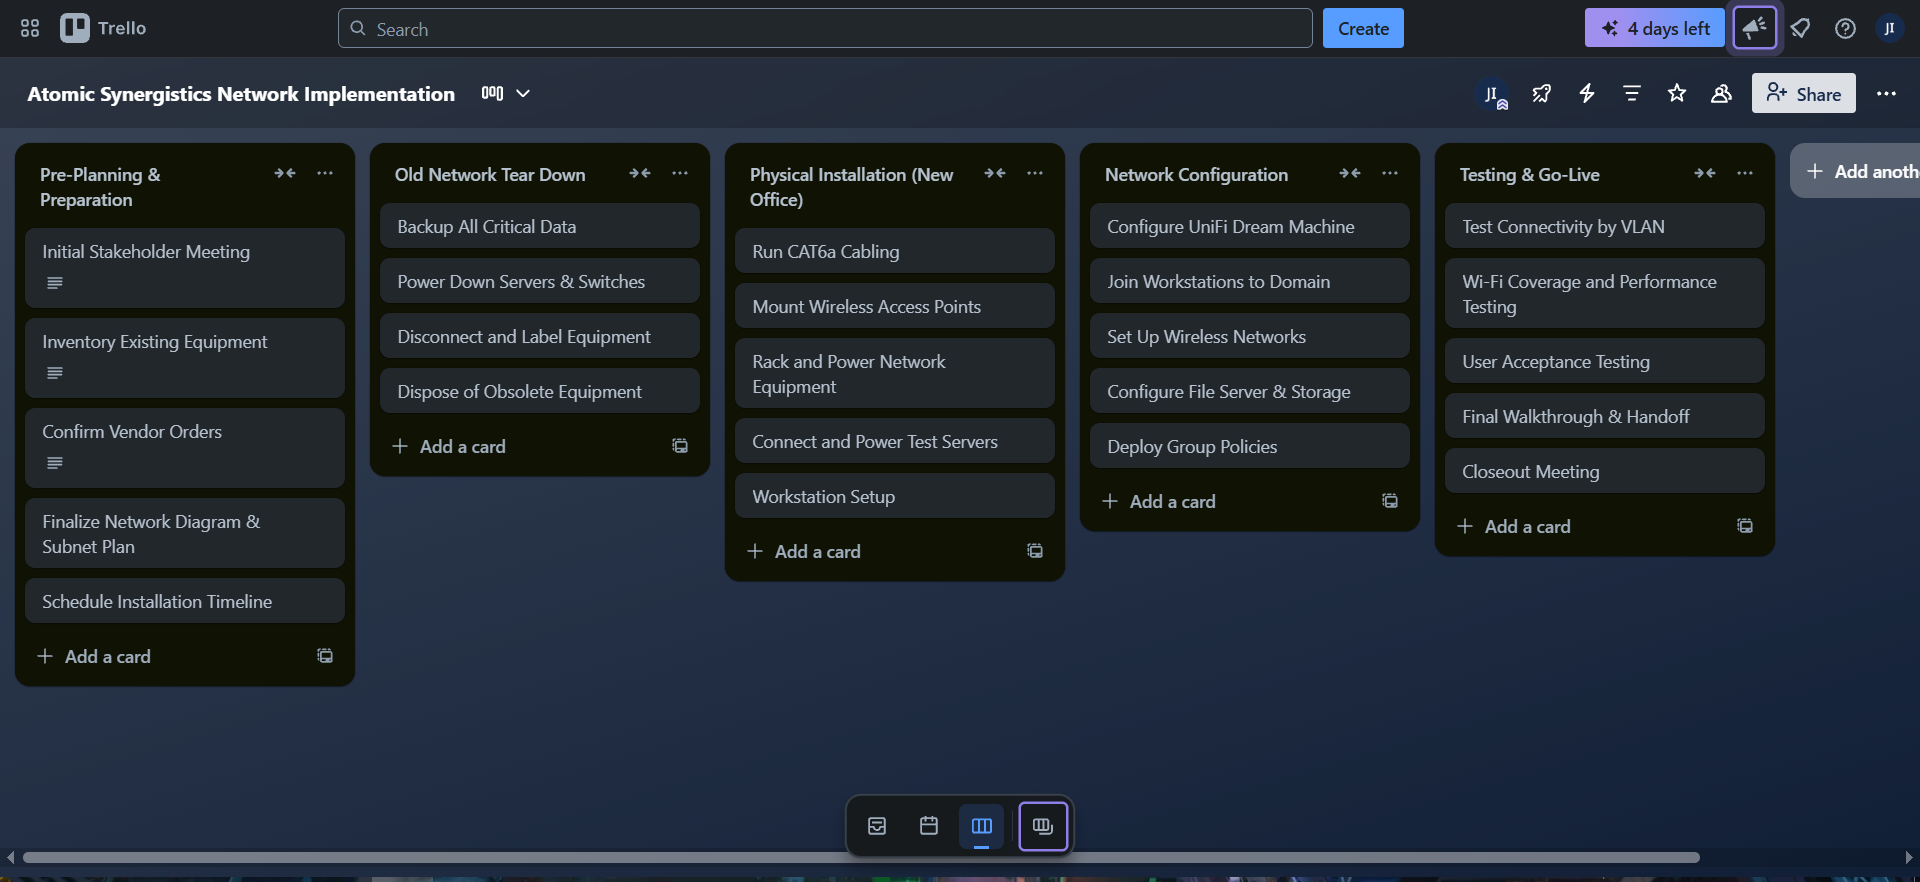 Trello
Search
Create
4 days left
JI
Atomic Synergistics Network Implementation
JI
Share
Pre-Planning &
Preparation
Initial Stakeholder Meeting
Inventory Existing Equipment
Confirm Vendor Orders
Finalize Network Diagram &
Subnet Plan
Schedule Installation Timeline
Add a card
Old Network Tear Down
Backup All Critical Data
Power Down Servers & Switches
Disconnect and Label Equipment
Dispose of Obsolete Equipment
Add a card
Physical Installation (New
Office)
Run CAT6a Cabling
Mount Wireless Access Points
Rack and Power Network
Equipment
Connect and Power Test Servers
Workstation Setup
Add a card
Network Configuration
Configure UniFi Dream Machine
Join Workstations to Domain
Set Up Wireless Networks
Configure File Server & Storage
Deploy Group Policies
Add a card
Testing & Go-Live
Test Connectivity by VLAN
Wi-Fi Coverage and Performance
Testing
User Acceptance Testing
Final Walkthrough & Handoff
Closeout Meeting
Add a card
Add anoth